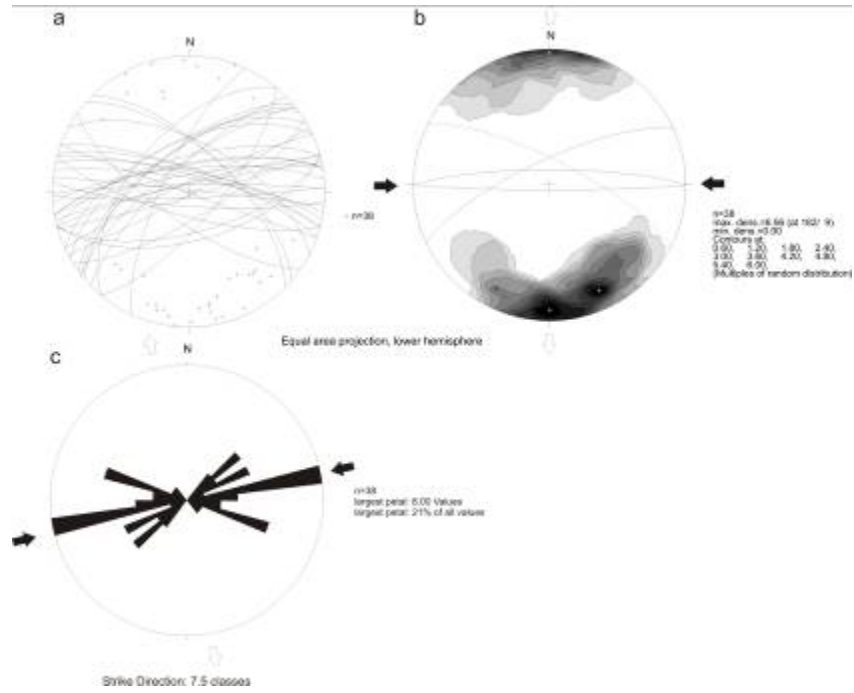 a
N
n=38
b
N
n=38
max. dens.=6.56 (at 182/ 9)
min. dens.=0.00
Contours at:
0.60, 1.20, 1.80, 2.40,
3.00, 3.60, 4.20, 4.80,
5.40, 6.00,
(Multiples of random distribution)
Equal area projection, lower hemisphere
c
N
n=38
largest petal: 8.00 Values
largest petal: 21% of all values
Strike Direction: 7.5 classes